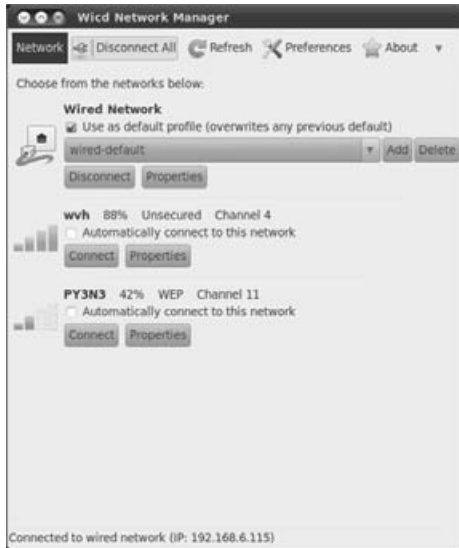 Wicd Network Manager
Network Disconnect All Refresh Preferences About
Choose from the networks below:
Wired Network
Use as default profile (overwrites any previous default)
wired-default Add Delete
Disconnect Properties
wvh 88% Unsecured Channel 4
Automatically connect to this network
Connect Properties
PY3N3 42% WEP Channel 11
Automatically connect to this network
Connect Properties
Connected to wired network (IP: 192.168.6.115)